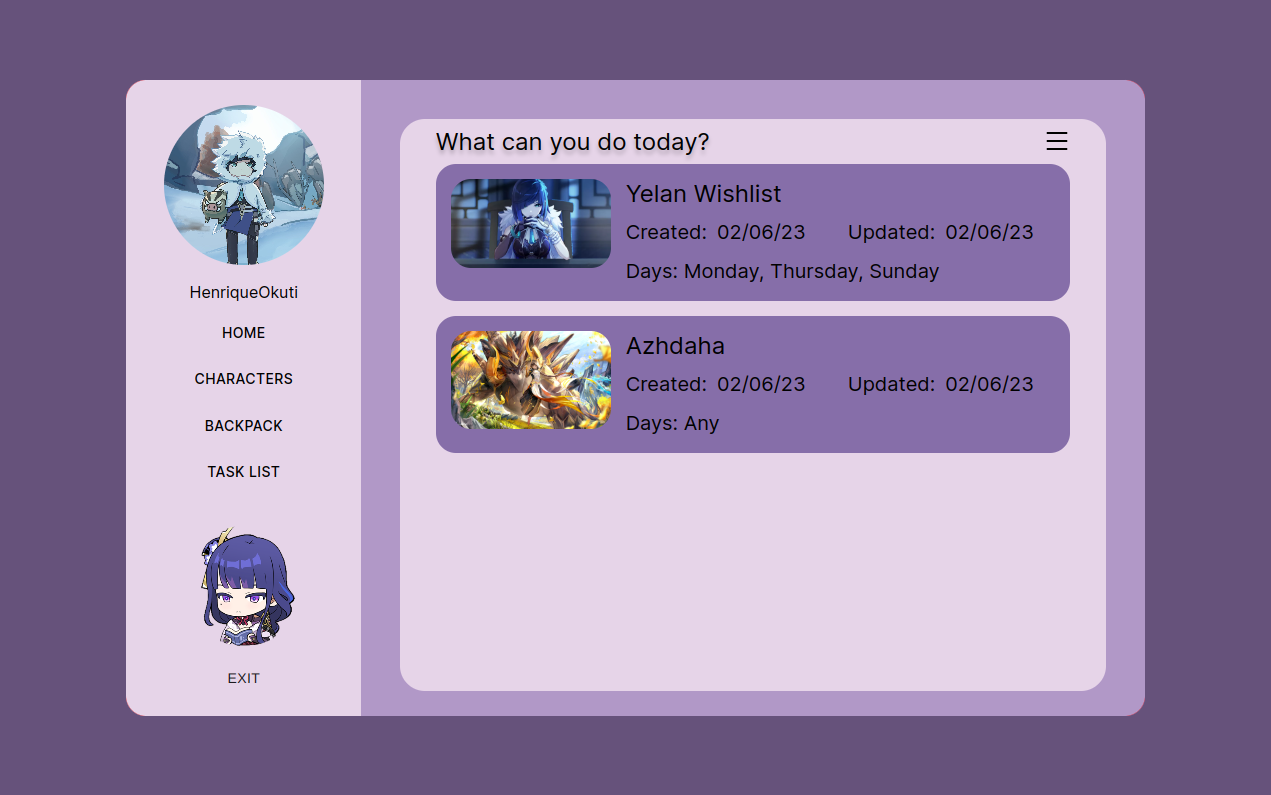 HenriqueOkuti
HOME
CHARACTERS
BACKPACK
TASK LIST
EXIT
What can you do today?
Yelan Wishlist
Created: 02/06/23 Updated: 02/06/23
Days: Monday, Thursday, Sunday
Azhdaha
Created: 02/06/23 Updated: 02/06/23
Days: Any